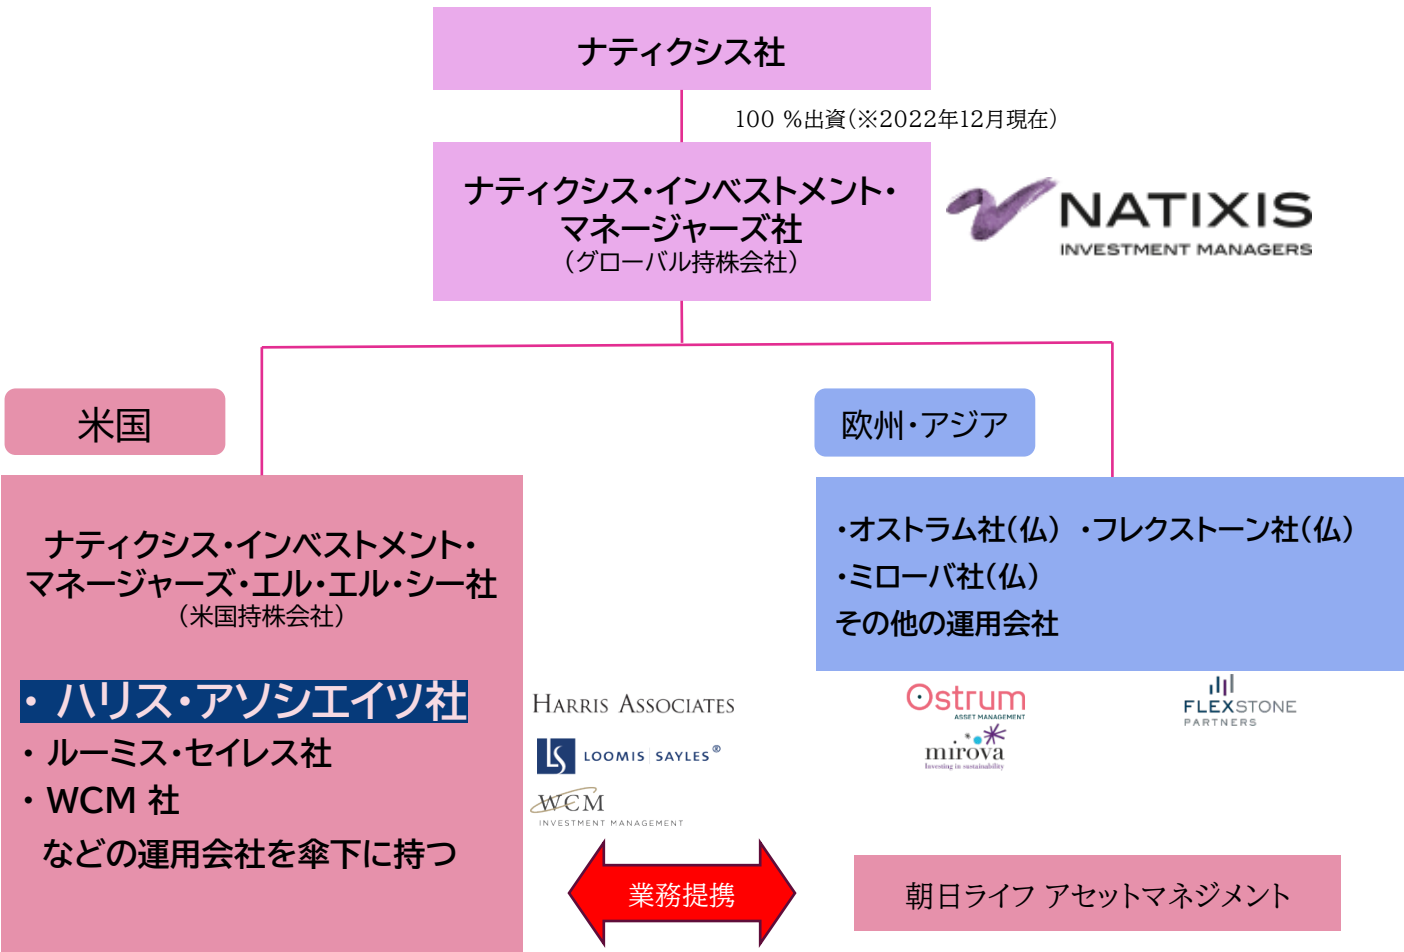 ナティクシス社
100 %出資(※2022年12月現在)
ナティクシス・インベストメント・
マネージャーズ社
(グローバル持株会社)
NATIXIS
INVESTMENT MANAGERS
米国
欧州・アジア
ナティクシス・インベストメント・
マネージャーズ・エル・エル・シー社
(米国持株会社)
・ ハリス・アソシエイツ社
・ ルーミス・セイレス社
・ WCM 社
などの運用会社を傘下に持つ
HARRIS ASSOCIATES
LS LOOMIS | SAYLES®
WCM
INVESTMENT MANAGEMENT
・オストラム社(仏) ・フレクストーン社(仏)
・ミローバ社(仏)
その他の運用会社
Ostrum
ASSET MANAGEMENT
mirova
Investing in sustainability
FLEXSTONE
PARTNERS
業務提携
朝日ライフ アセットマネジメント